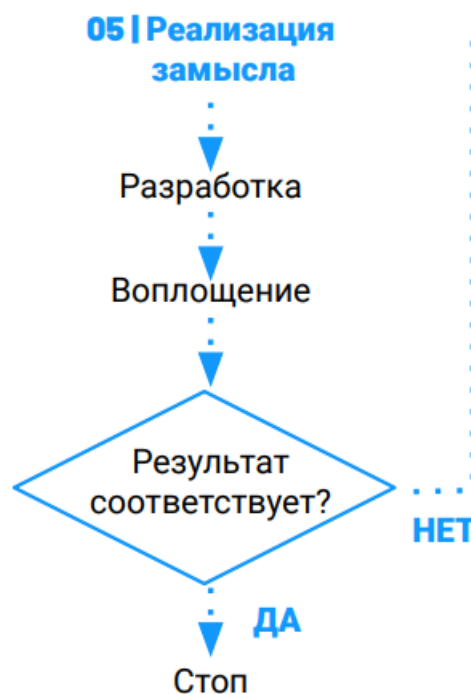 05 | Реализация
замысла
Разработка
Воплощение
Результат
соответствует?
НЕТ
ДА
Стоп